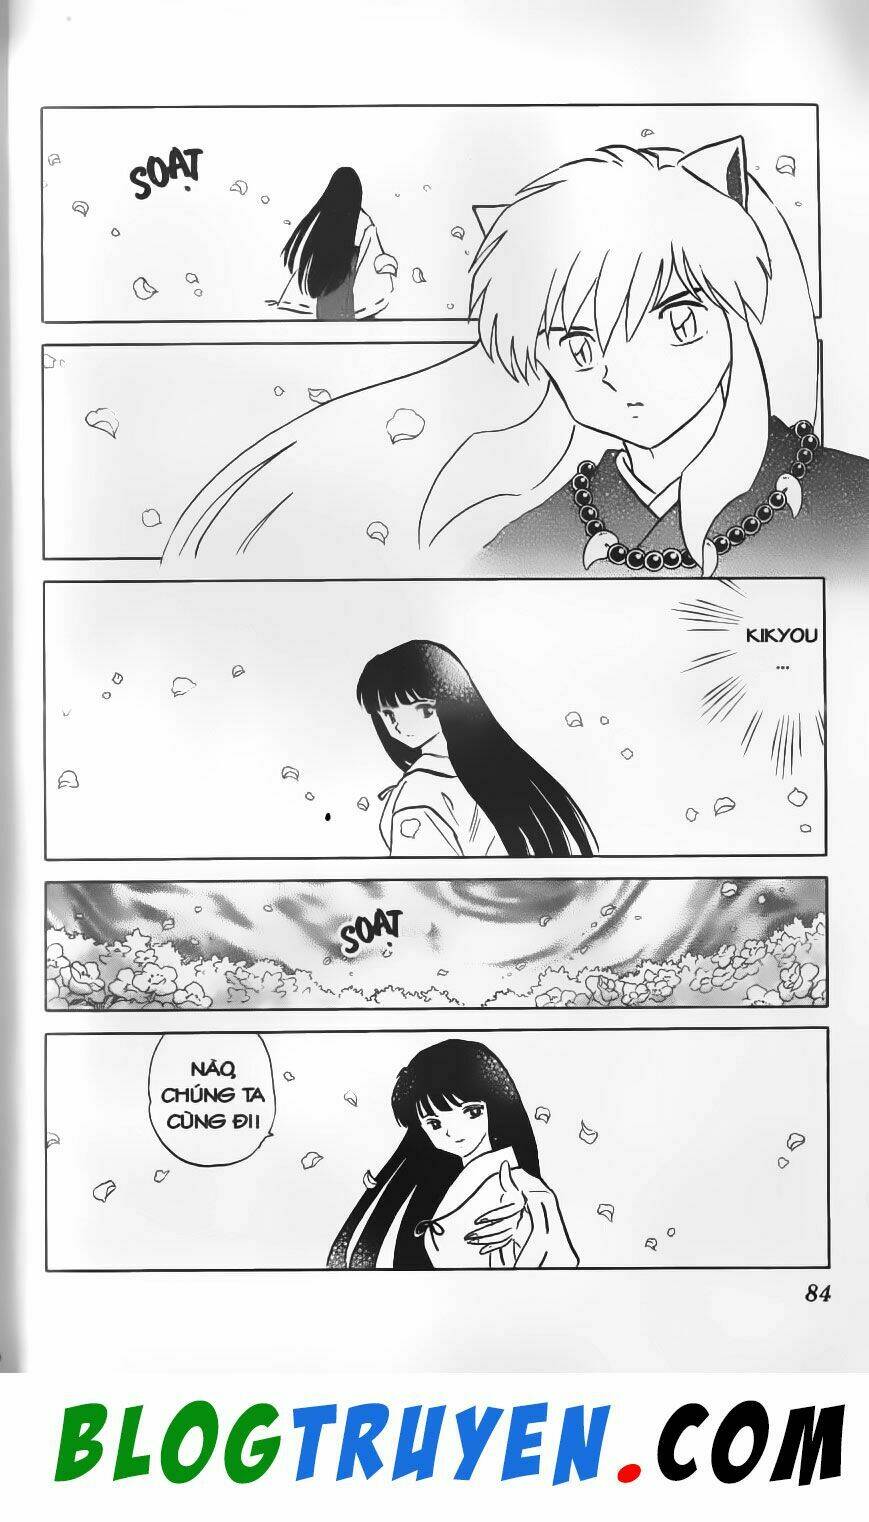 SOẠT
KIKYOU
...
SOẠT
NÀO,
CHÚNG TA
CÙNG ĐI!
84
BLOGTRUYEN.COM